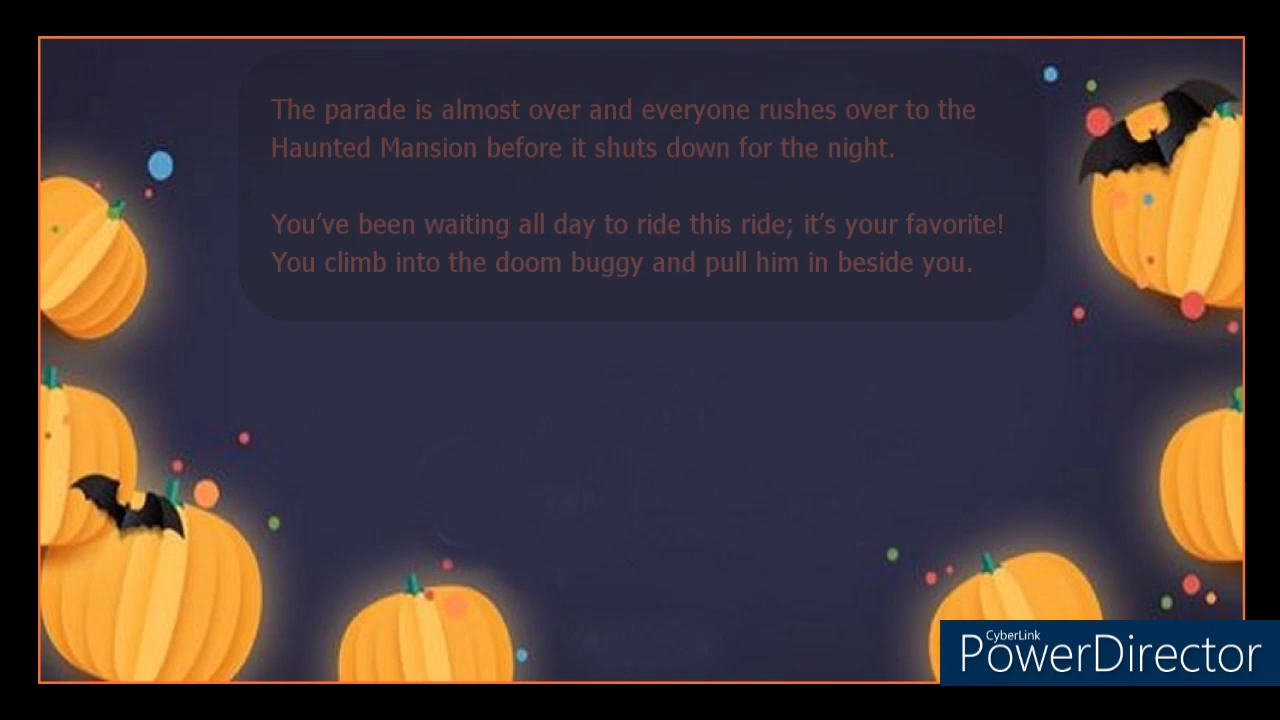 The parade is almost over and everyone rushes over to the
Haunted Mansion before it shuts down for the night.
You've been waiting all day to ride this ride; it's your favorite!
You climb into the doom buggy and pull him in beside you.
CyberLink
PowerDirector